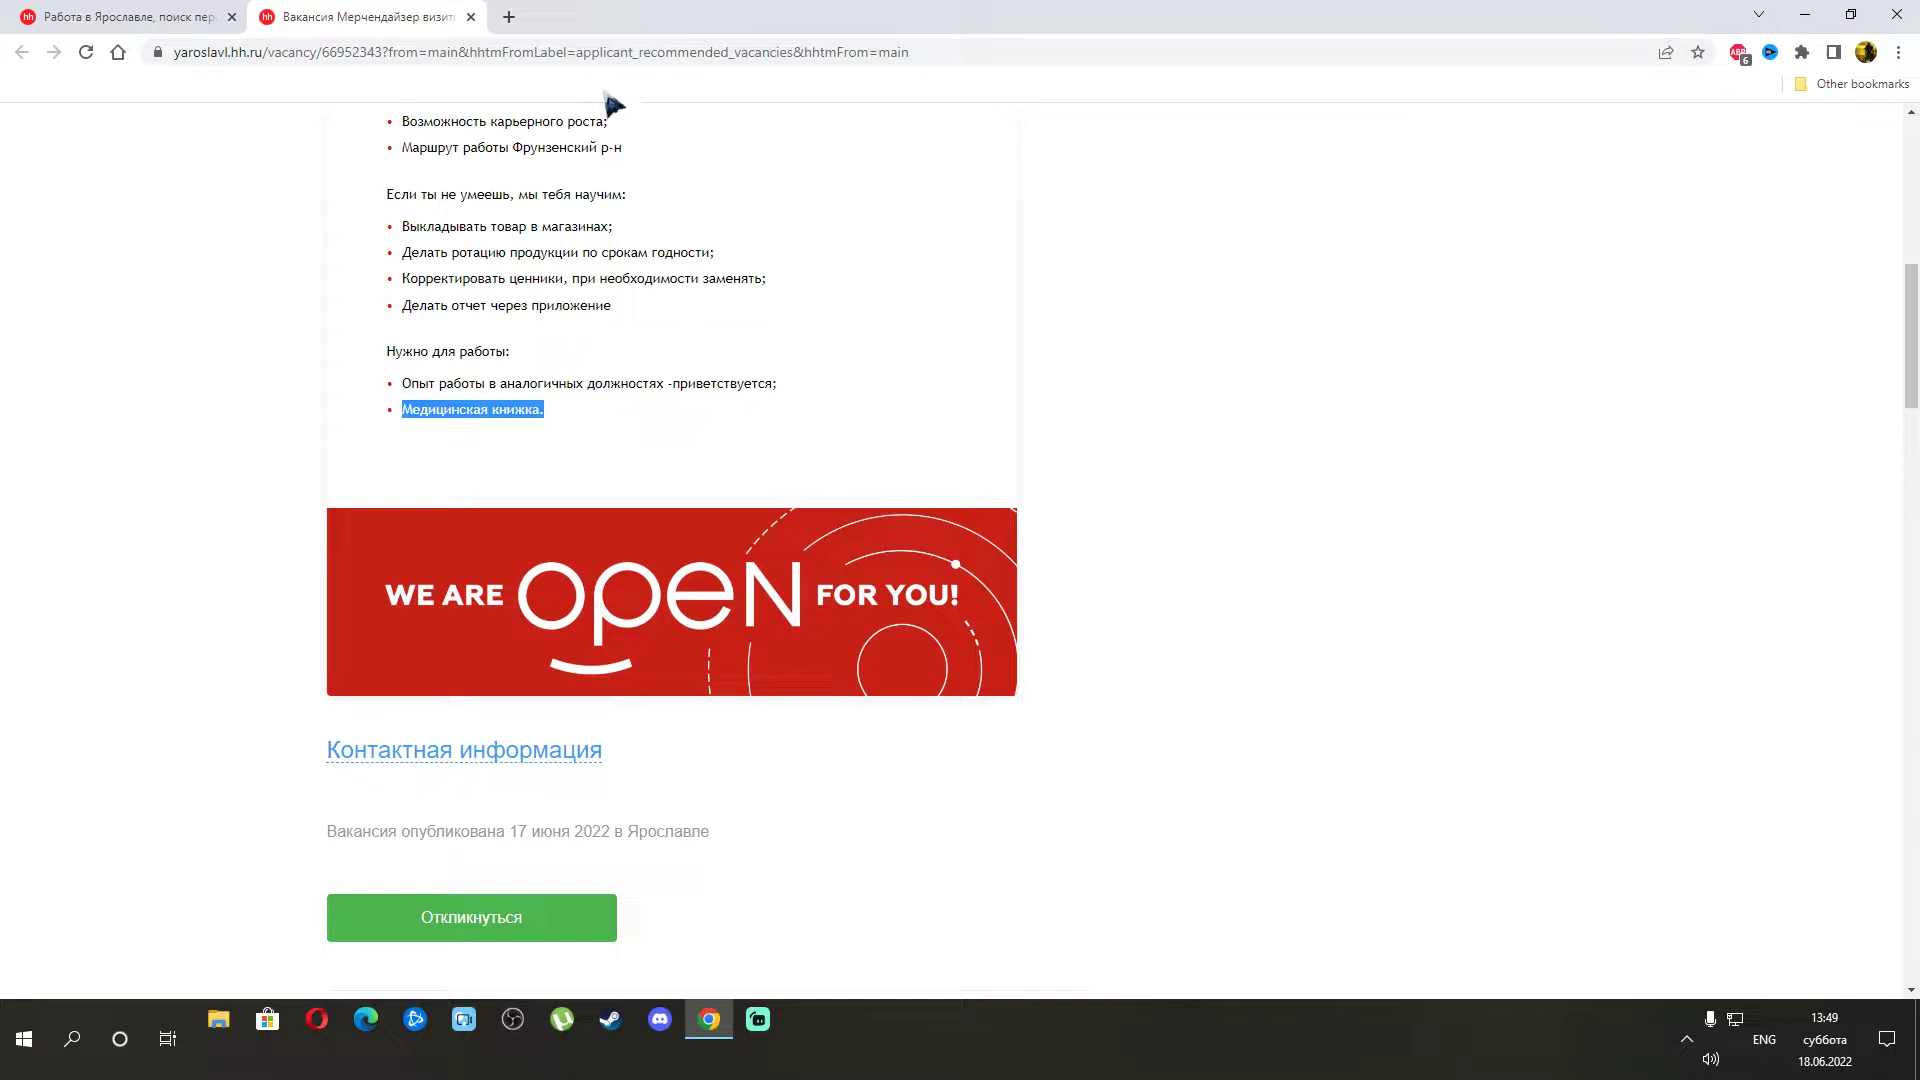 Работа в Ярославле, поиск пер
Вакансия Мерчендайзер визит
yaroslavl.hh.ru/vacancy/66952343?from=main&hhtmFromLabel=applicant_recommended_vacancies&hhtmFrom=main
6
Other bookmarks
Возможность карьерного роста;
Маршрут работы Фрунзенский р-н
Если ты не умеешь, мы тебя научим:
Выкладывать товар в магазинах;
Делать ротацию продукции по срокам годности;
Корректировать ценники, при необходимости заменять;
Делать отчет через приложение
Нужно для работы:
Опыт работы в аналогичных должностях -приветствуется;
Медицинская книжка.
WE ARE opeN FOR YOU!
Контактная информация
Вакансия опубликована 17 июня 2022 в Ярославле
Откликнуться
13:49
ENG суббота
18.06.2022